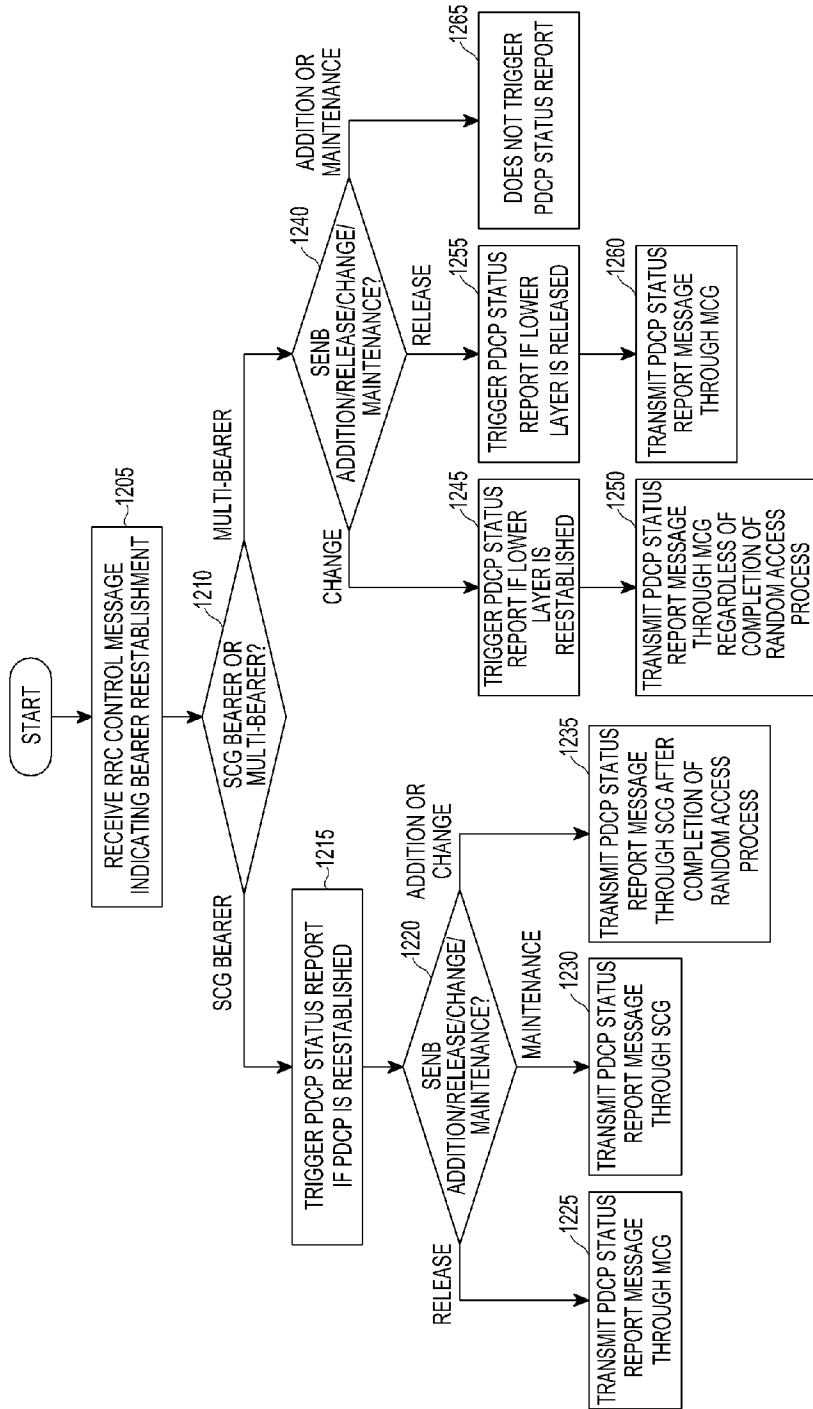 START
1205
RECEIVE RRC CONTROL MESSAGE
INDICATING BEARER REESTABLISHMENT
1210
SCG BEARER OR
MULTI-BEARER?
SCG BEARER
MULTI-BEARER
1215
TRIGGER PDCP STATUS REPORT
IF PDCP IS REESTABLISHED
1220
SENB
ADDITION/RELEASE/CHANGE/
MAINTENANCE?
RELEASE
MAINTENANCE
ADDITION OR
CHANGE
1225
TRANSMIT PDCP STATUS
REPORT MESSAGE
THROUGH MCG
1230
TRANSMIT PDCP STATUS
REPORT MESSAGE
THROUGH SCG
1235
TRANSMIT PDCP STATUS
REPORT MESSAGE
THROUGH SCG AFTER
COMPLETION OF
RANDOM ACCESS
PROCESS
1240
SENB
ADDITION/RELEASE/CHANGE/
MAINTENANCE?
CHANGE
RELEASE
ADDITION OR
MAINTENANCE
1245
TRIGGER PDCP STATUS
REPORT IF LOWER
LAYER IS
REESTABLISHED
1250
TRANSMIT PDCP STATUS
REPORT MESSAGE
THROUGH MCG
REGARDLESS OF
COMPLETION OF
RANDOM ACCESS
PROCESS
1255
TRIGGER PDCP STATUS
REPORT IF LOWER
LAYER IS RELEASED
1260
TRANSMIT PDCP STATUS
REPORT MESSAGE
THROUGH MCG
1265
DOES NOT TRIGGER
PDCP STATUS REPORT